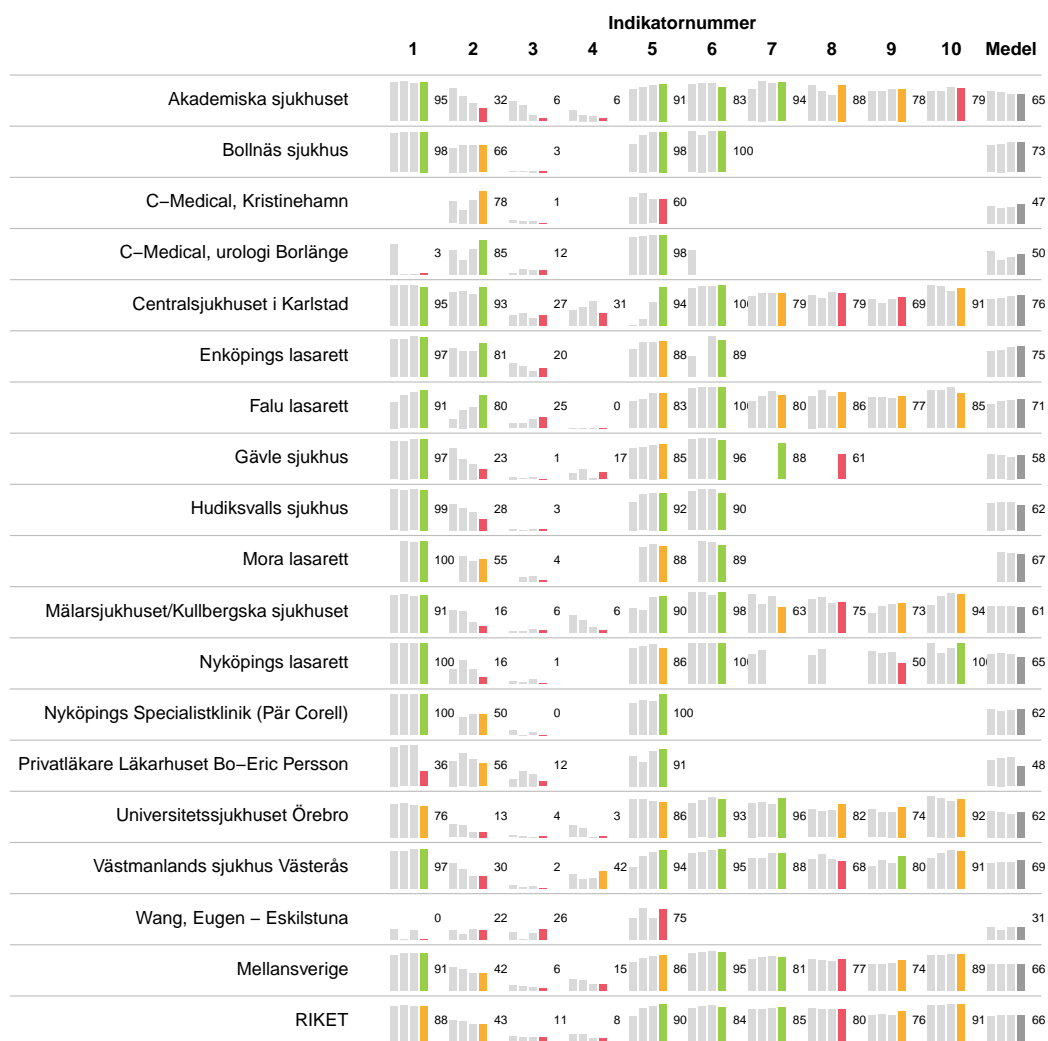 Indikatornummer
1 2 3 4 5 6 7 8 9 10 Medel
Akademiska sjukhuset 95 32 6 6 91 83 94 88 78 79 65
Bollnäs sjukhus 98 66 3 98 100 73
C−Medical, Kristinehamn 78 1 60 47
C−Medical, urologi Borlänge 3 85 12 98 50
Centralsjukhuset i Karlstad 95 93 27 31 94 100 79 79 69 91 76
Enköpings lasarett 97 81 20 88 89 75
Falu lasarett 91 80 25 0 83 100 80 86 77 85 71
Gävle sjukhus 97 23 1 17 85 96 88 61 58
Hudiksvalls sjukhus 99 28 3 92 90 62
Mora lasarett 100 55 4 88 89 67
Mälarsjukhuset/Kullbergska sjukhuset 91 16 6 6 90 98 63 75 73 94 61
Nyköpings lasarett 100 16 1 86 100 50 100 65
Nyköpings Specialistklinik (Pär Corell) 100 50 0 100 62
Privatläkare Läkarhuset Bo−Eric Persson 36 56 12 91 48
Universitetssjukhuset Örebro 76 13 4 3 86 93 96 82 74 92 62
Västmanlands sjukhus Västerås 97 30 2 42 94 95 88 68 80 91 69
Wang, Eugen − Eskilstuna 0 22 26 75 31
Mellansverige 91 42 6 15 86 95 81 77 74 89 66
RIKET 88 43 11 8 90 84 85 80 76 91 66